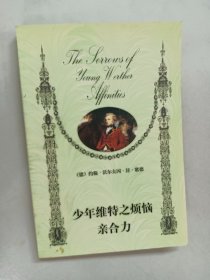 The Sorrows of
Young Werther
Affinities
(德) 约翰·沃尔夫冈·歌德
少年维特之烦恼
亲合力